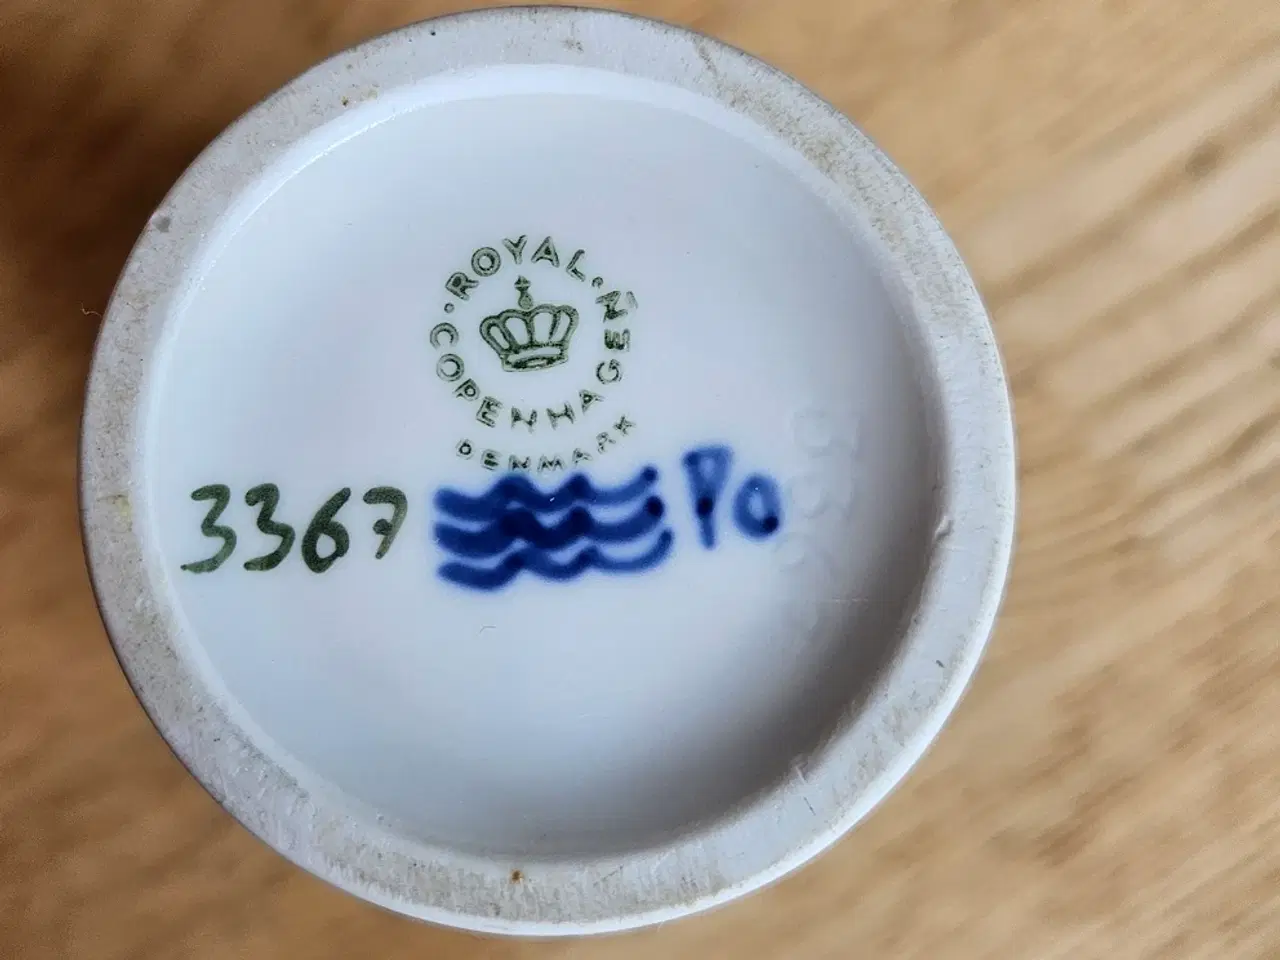 ROYAL
COPENHAGEN
DENMARK
3367
Po